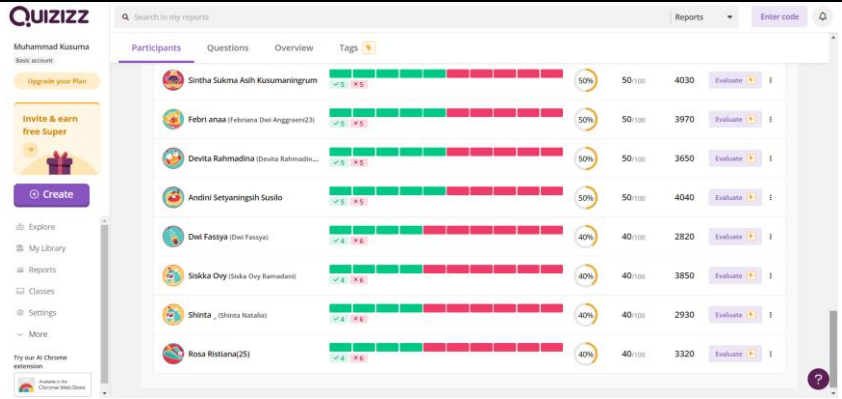 QUIZIZZ
Search in my reports
Reports
Enter code
Muhammad Kusuma
Basic account
Upgrade your Plan
Invite & earn
free Super
Create
Explore
My Library
Reports
Classes
Settings
More
Try our AI Chrome
extension
Available in the
Chrome Web Store
Participants Questions Overview Tags
Sintha Sukma Asih Kusumaningrum ✓ 5 × 5 50% 50/100 4030 Evaluate
Febri anaa (Febriana Dwi Anggraeni23) ✓ 5 × 5 50% 50/100 3970 Evaluate
Devita Rahmadina (Devita Rahmadin... ✓ 5 × 5 50% 50/100 3650 Evaluate
Andini Setyaningsih Susilo ✓ 5 × 5 50% 50/100 4040 Evaluate
Dwi Fassya (Dwi Fassya) ✓ 4 × 6 40% 40/100 2820 Evaluate
Siskka Ovy (Siska Ovy Ramadani) ✓ 4 × 6 40% 40/100 3850 Evaluate
Shinta _ (Shinta Natalia) ✓ 4 × 6 40% 40/100 2930 Evaluate
Rosa Ristiana(25) ✓ 4 × 6 40% 40/100 3320 Evaluate
?